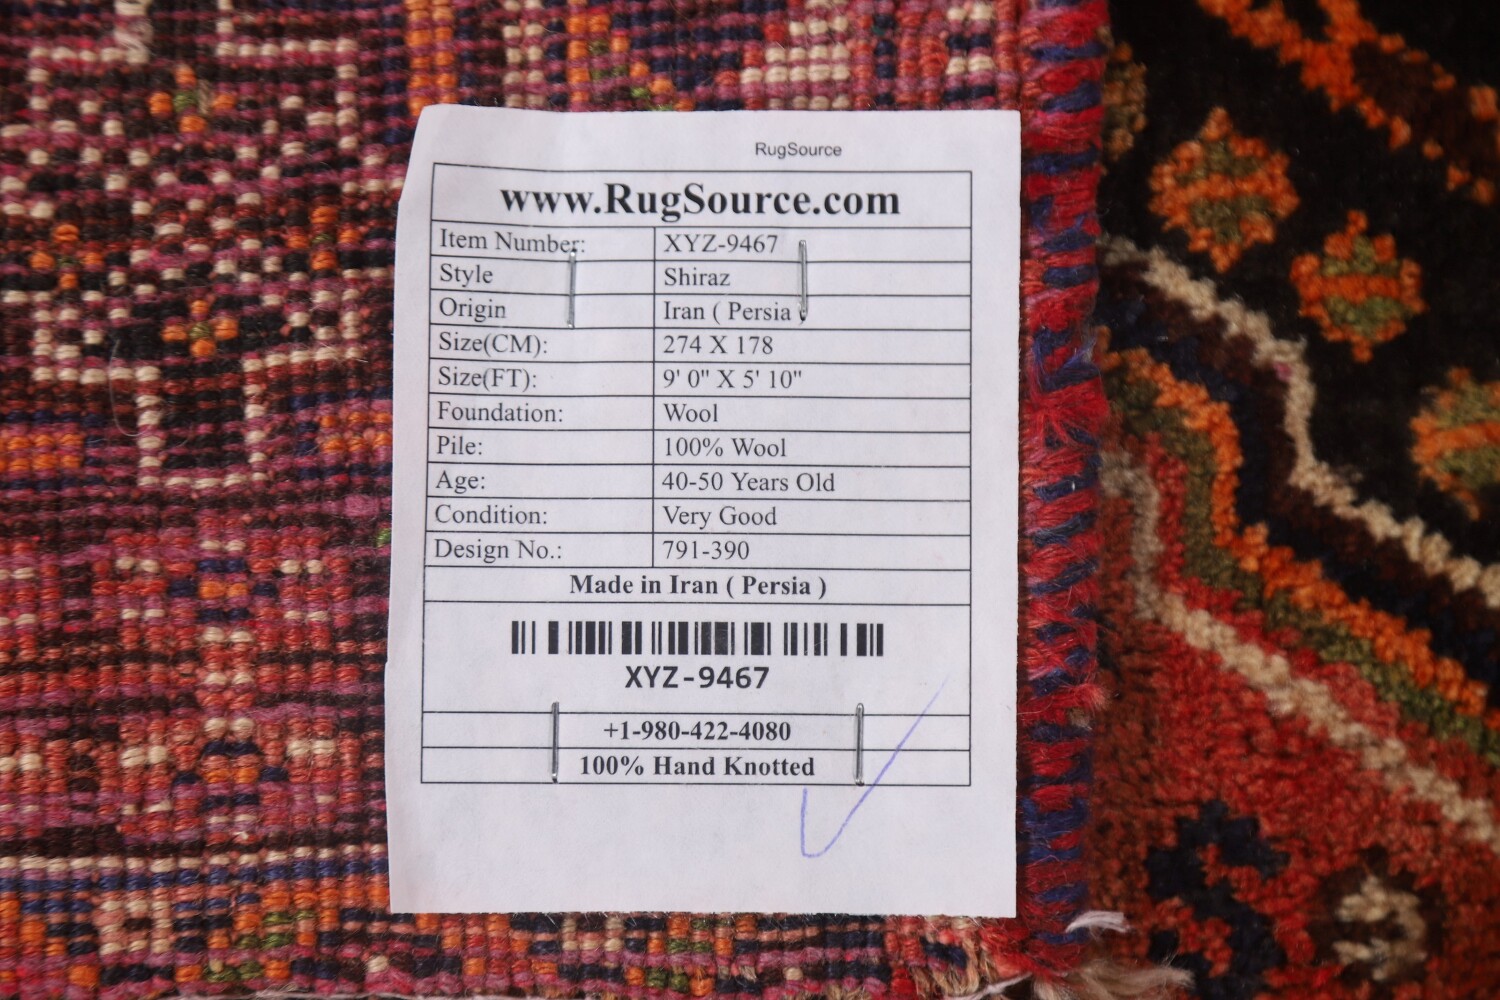 RugSource
www.RugSource.com
Item Number: XYZ-9467
Style Shiraz
Origin Iran ( Persia )
Size(CM): 274 X 178
Size(FT): 9' 0" X 5' 10"
Foundation: Wool
Pile: 100% Wool
Age: 40-50 Years Old
Condition: Very Good
Design No.: 791-390
Made in Iran ( Persia )
XYZ-9467
+1-980-422-4080
100% Hand Knotted